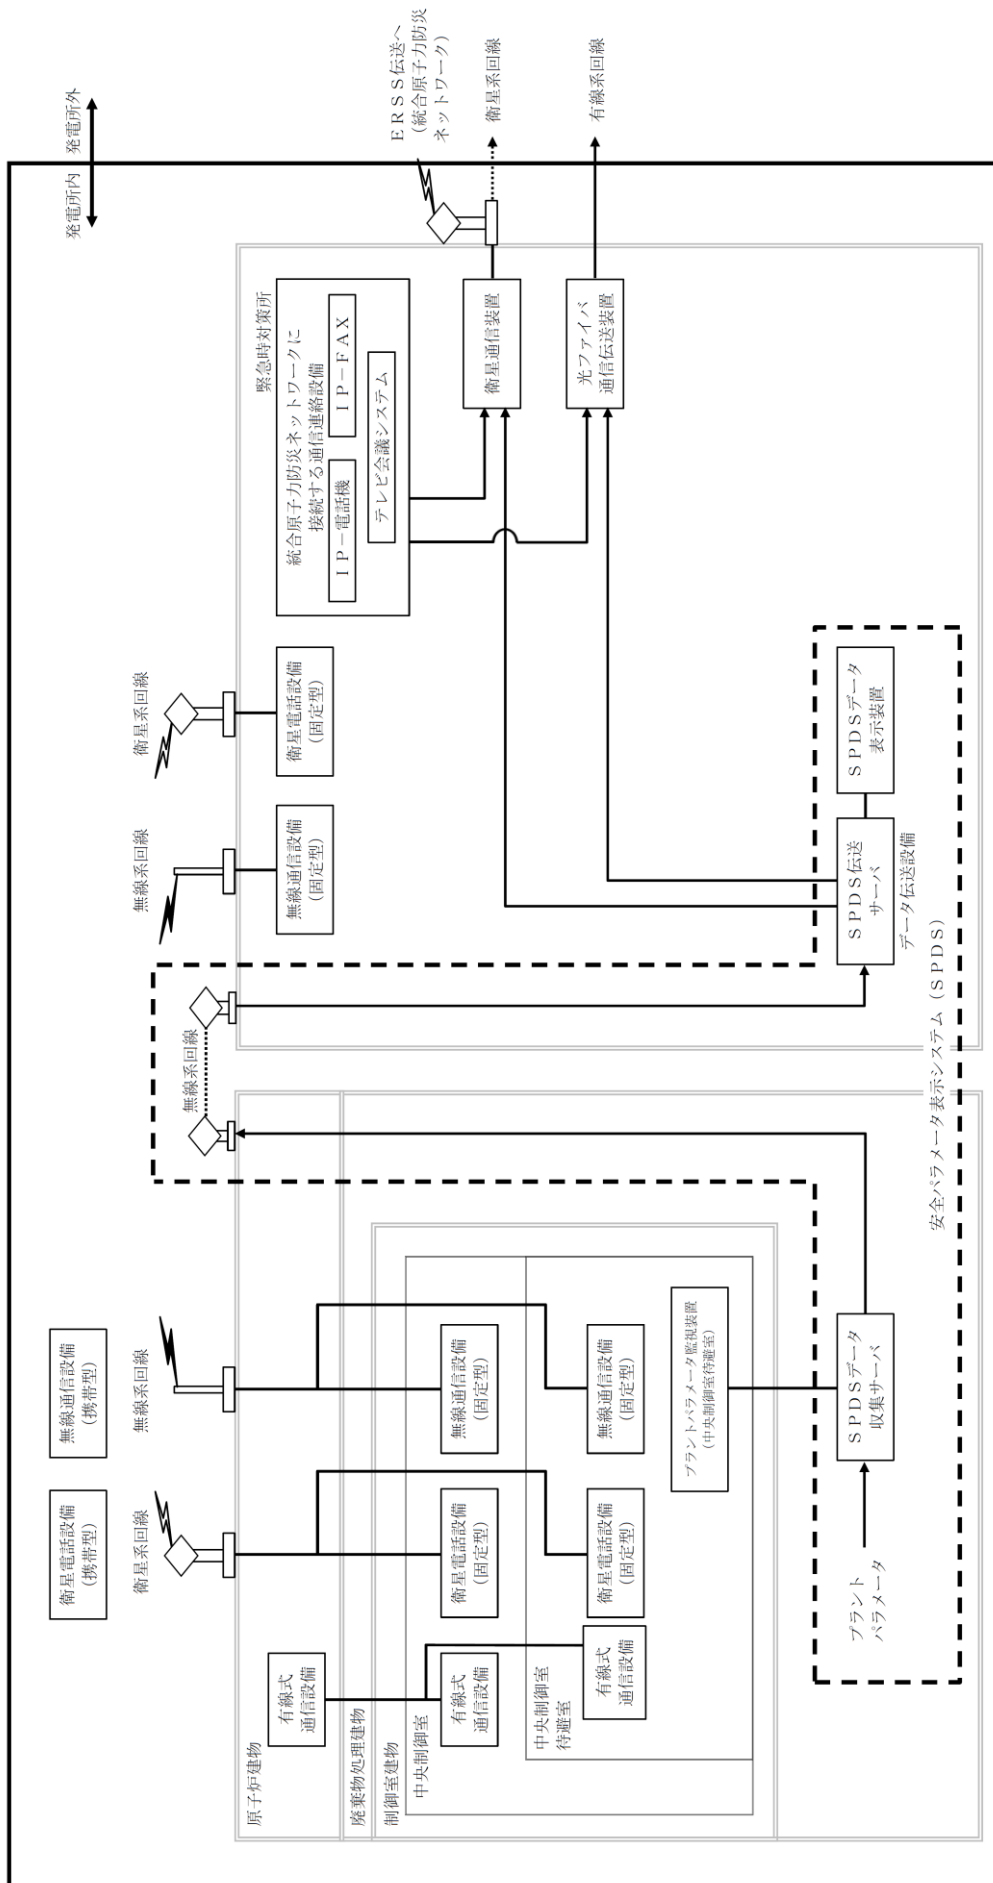 発電所内
発電所外
ERSS伝送へ
(統合原子力防災
ネットワーク)
衛星系回線
有線系回線
緊急時対策所
統合原子力防災ネットワークに
接続する通信連絡設備
IP-電話機
IP-FAX
テレビ会議システム
衛星通信装置
光ファイバ
通信伝送装置
衛星系回線
衛星電話設備
(固定型)
無線系回線
無線通信設備
(固定型)
無線系回線
SPDSデータ
表示装置
SPDS伝送
サーバ
データ伝送設備
安全パラメータ表示システム(SPDS)
無線通信設備
(携帯型)
無線系回線
衛星電話設備
(携帯型)
衛星系回線
無線通信設備
(固定型)
無線通信設備
(固定型)
衛星電話設備
(固定型)
衛星電話設備
(固定型)
プラントパラメータ監視装置
(中央制御室待避室)
SPDSデータ
収集サーバ
プラント
パラメータ
有線式
通信設備
有線式
通信設備
有線式
通信設備
原子炉建物
廃棄物処理建物
制御室建物
中央制御室
中央制御室
待避室